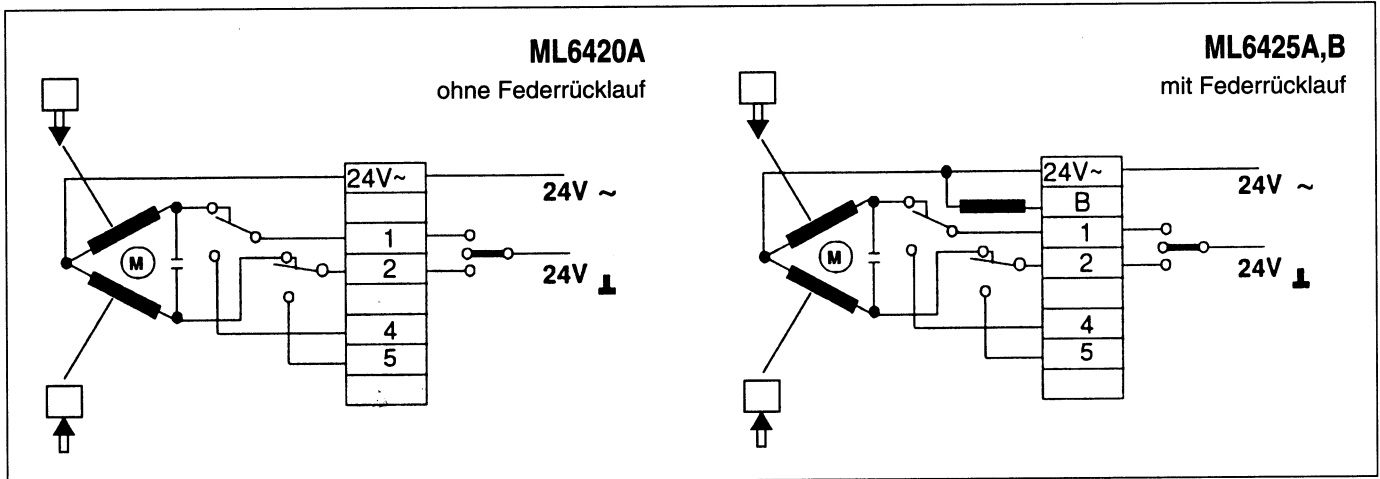 ML6420A
ohne Federrücklauf
24V~
24V ~
1
2
24V ⊥
4
5
M
ML6425A,B
mit Federrücklauf
24V~
24V ~
B
1
2
24V ⊥
4
5
M